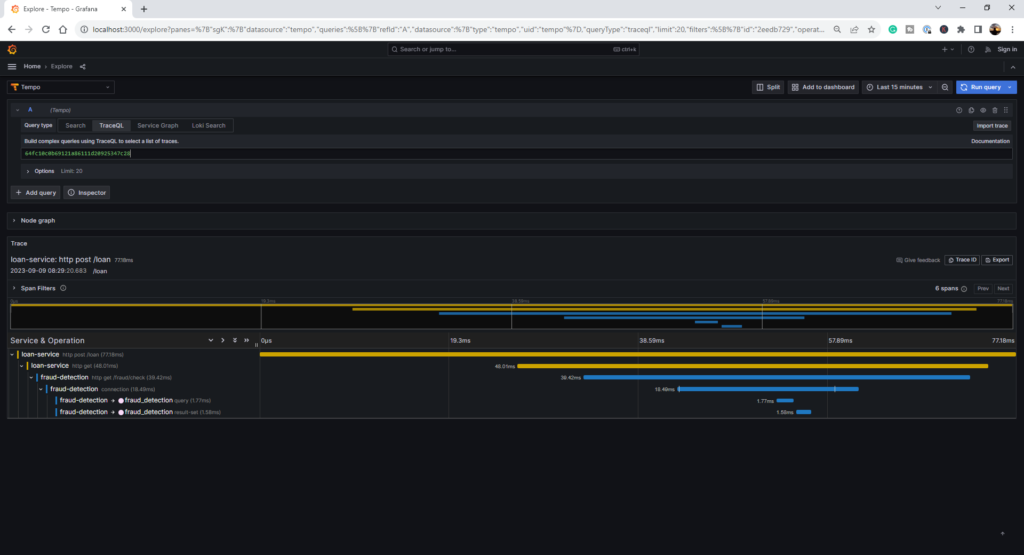 Explore - Tempo - Grafana
localhost:3000/explore?panes=%7B"sgK":%7B"datasource":"tempo","queries":%5B%7B"refId":"A","datasource":%7B"type":"tempo","uid":"tempo"%7D,"queryType":"traceql","limit":20,"filters":%5B%7B"id":"2eedb729","operat...
Search or jump to...
ctrl+k
Sign in
Home > Explore
Tempo
Split
Add to dashboard
Last 15 minutes
Run query
A (Tempo)
Query type Search TraceQL Service Graph Loki Search
Import trace
Build complex queries using TraceQL to select a list of traces.
Documentation
Options Limit: 20
+ Add query
Inspector
Node graph
Trace
loan-service: http post /loan 77.18ms
Give feedback
Trace ID
Export
2023-09-09 08:29:20.683 /loan
Span Filters
6 spans
Prev
Next
0µs 19.3ms 38.59ms 57.89ms 77.18ms
Service & Operation
0µs 19.3ms 38.59ms 57.89ms 77.18ms
loan-service http post /loan (77.18ms)
loan-service http get (48.01ms)
48.01ms
fraud-detection http get /fraud/check (39.42ms)
39.42ms
fraud-detection connection (18.49ms)
18.49ms
fraud-detection → fraud_detection query (1.77ms)
1.77ms
fraud-detection → fraud_detection result-set (1.58ms)
1.58ms